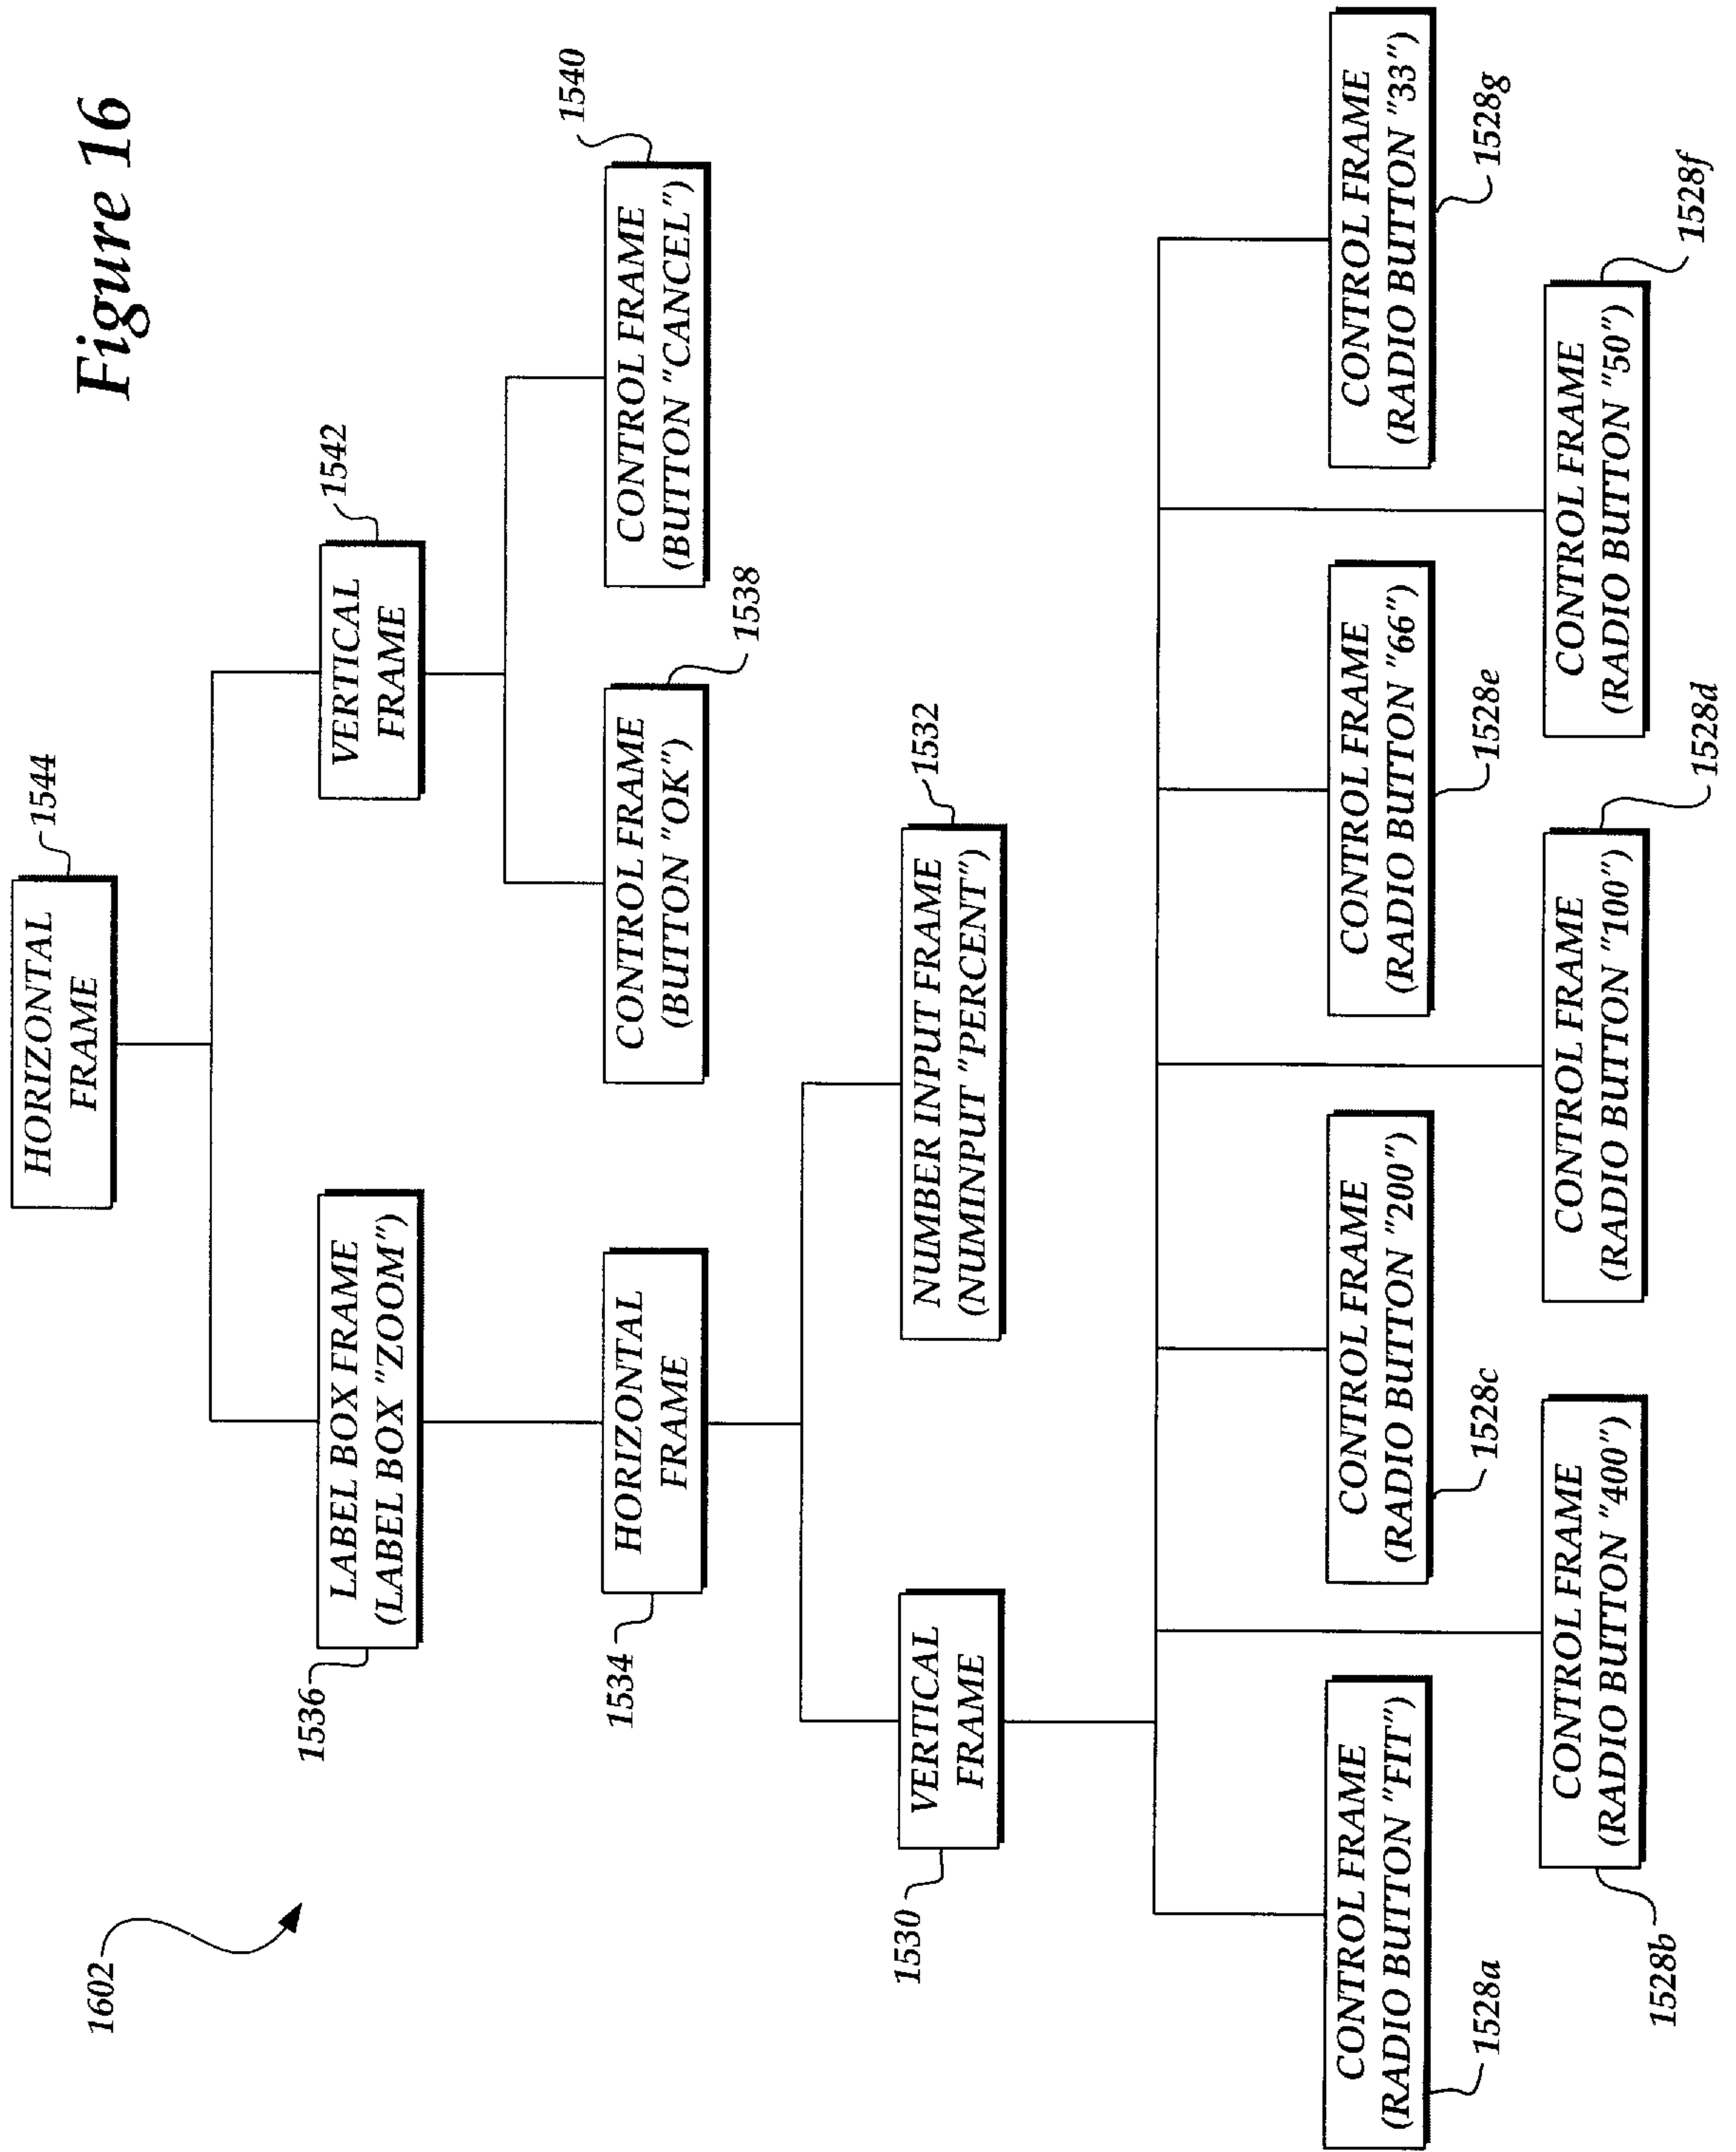 Figure 16
1602
HORIZONTAL
FRAME
1544
1536
LABEL BOX FRAME
(LABEL BOX "ZOOM")
VERTICAL
FRAME
1542
1534
HORIZONTAL
FRAME
CONTROL FRAME
(BUTTON "OK")
1538
CONTROL FRAME
(BUTTON "CANCEL")
1540
1530
VERTICAL
FRAME
NUMBER INPUT FRAME
(NUMINPUT "PERCENT")
1532
CONTROL FRAME
(RADIO BUTTON "FIT")
1528a
CONTROL FRAME
(RADIO BUTTON "400")
1528b
CONTROL FRAME
(RADIO BUTTON "200")
1528c
CONTROL FRAME
(RADIO BUTTON "100")
1528d
CONTROL FRAME
(RADIO BUTTON "66")
1528e
CONTROL FRAME
(RADIO BUTTON "50")
1528f
CONTROL FRAME
(RADIO BUTTON "33")
1528g